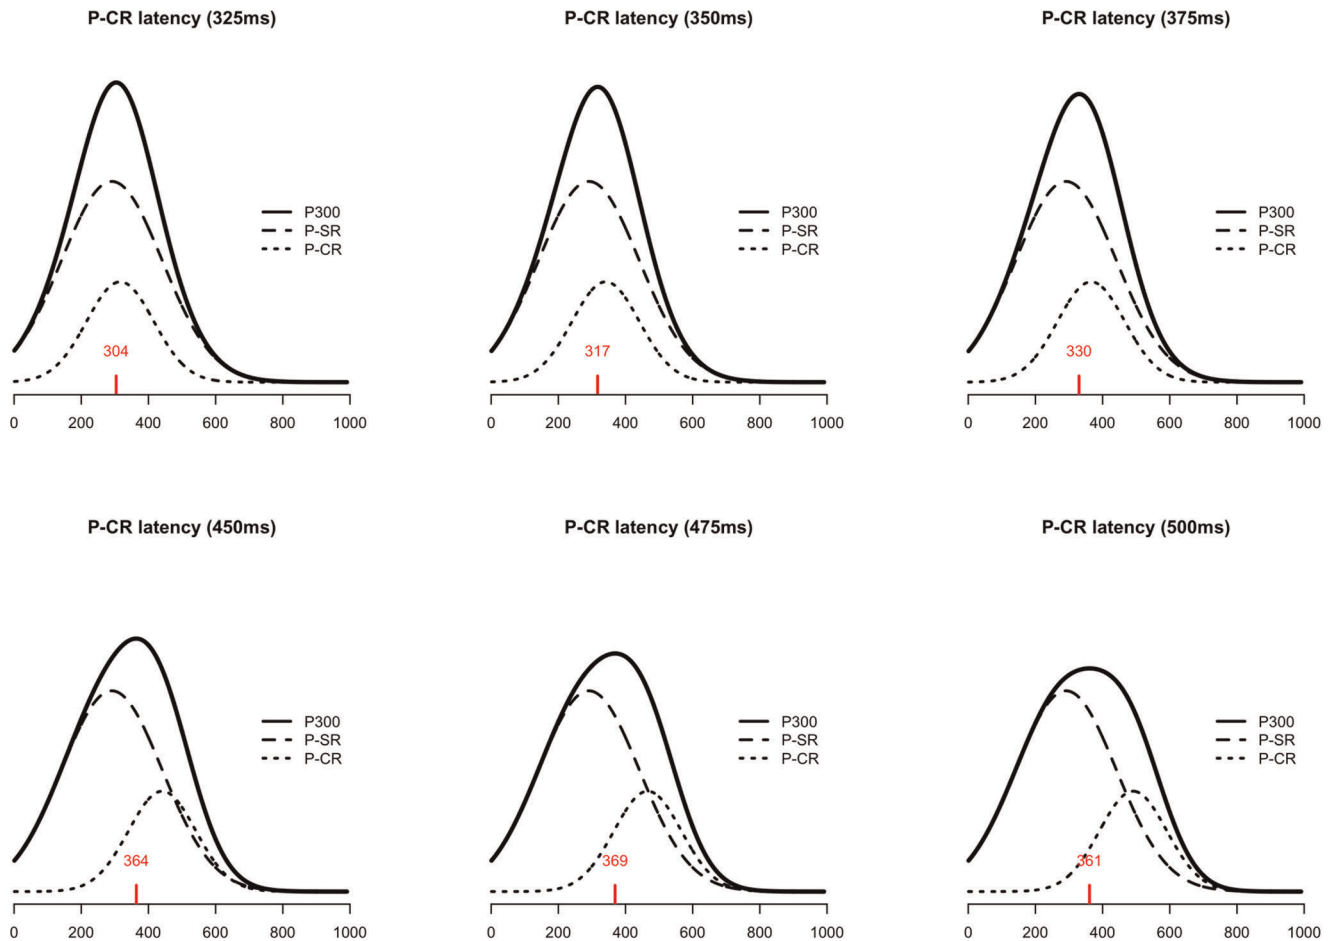 P-CR latency (325ms)
P300
P-SR
P-CR
304
0 200 400 600 800 1000
P-CR latency (350ms)
P300
P-SR
P-CR
317
0 200 400 600 800 1000
P-CR latency (375ms)
P300
P-SR
P-CR
330
0 200 400 600 800 1000
P-CR latency (450ms)
P300
P-SR
P-CR
364
0 200 400 600 800 1000
P-CR latency (475ms)
P300
P-SR
P-CR
369
0 200 400 600 800 1000
P-CR latency (500ms)
P300
P-SR
P-CR
361
0 200 400 600 800 1000